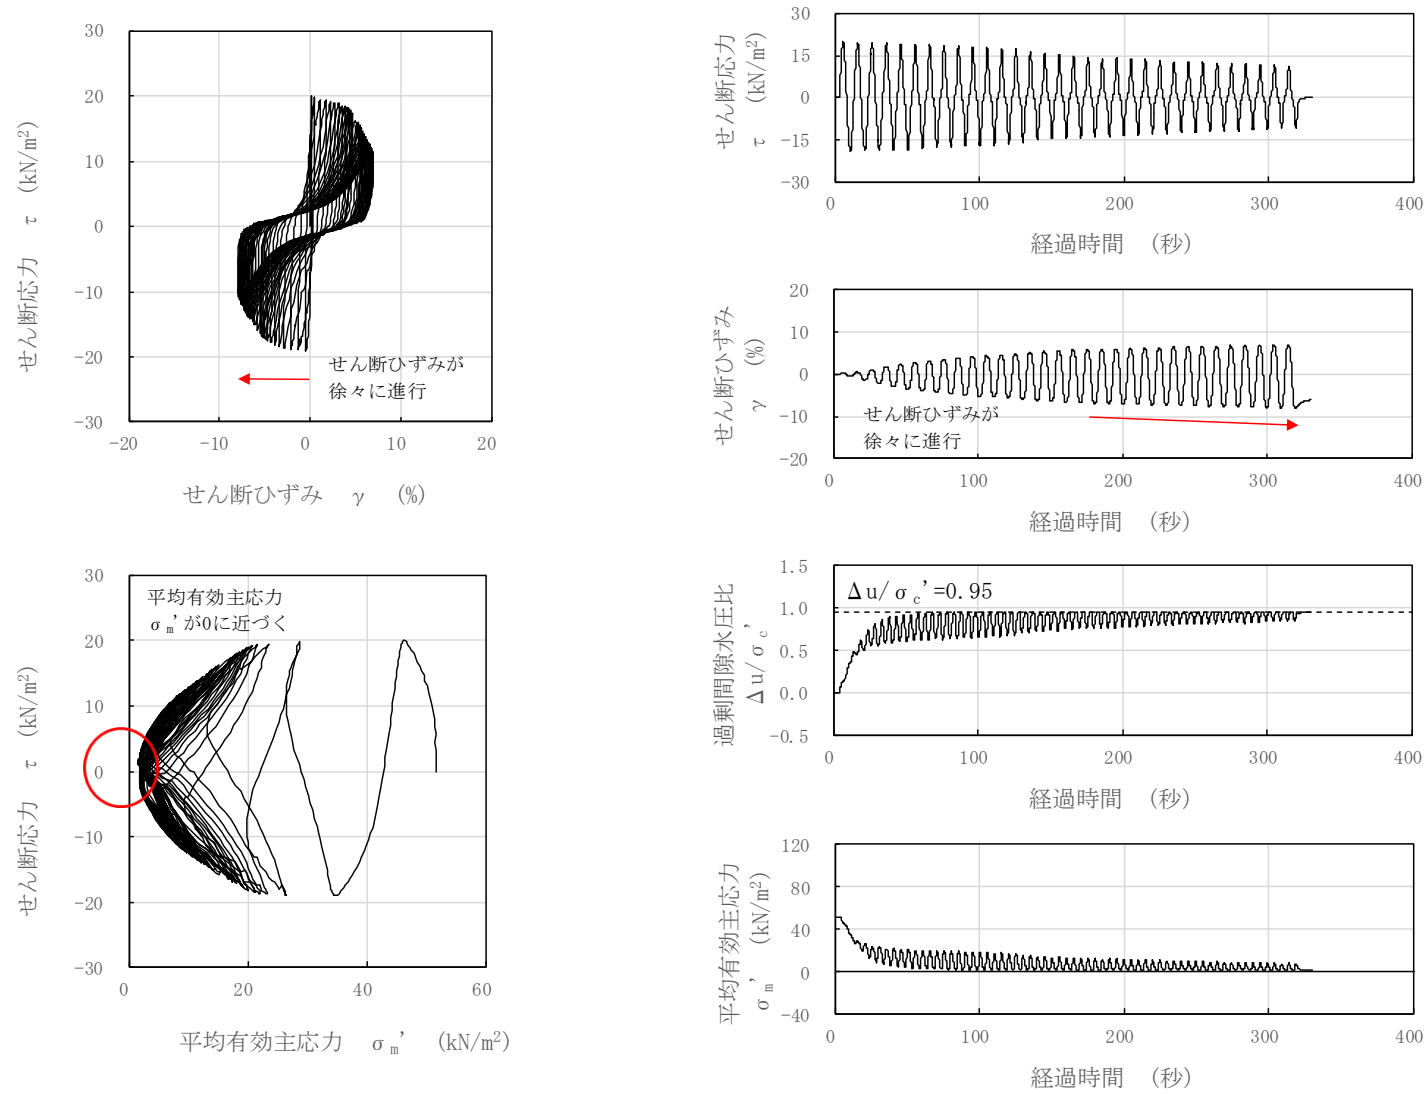 せん断応力 τ (kN/m²)
30
20
10
0
-10
-20
-30
せん断ひずみが
徐々に進行
-20
-10
0
10
20
せん断ひずみ γ (%)
せん断応力 τ (kN/m²)
30
20
10
0
-10
-20
-30
平均有効主応力
σm'が0に近づく
0
20
40
60
平均有効主応力 σm' (kN/m²)
せん断応力
τ (kN/m²)
30
15
0
-15
-30
0
100
200
300
400
経過時間 (秒)
せん断ひずみ
γ (%)
20
10
0
-10
-20
せん断ひずみが
徐々に進行
0
100
200
300
400
経過時間 (秒)
過剰間隙水圧比
Δu/σc'
1.5
1.0
0.5
0.0
-0.5
Δu/σc'=0.95
0
100
200
300
400
経過時間 (秒)
平均有効主応力
σm' (kN/m²)
120
80
40
0
-40
0
100
200
300
400
経過時間 (秒)